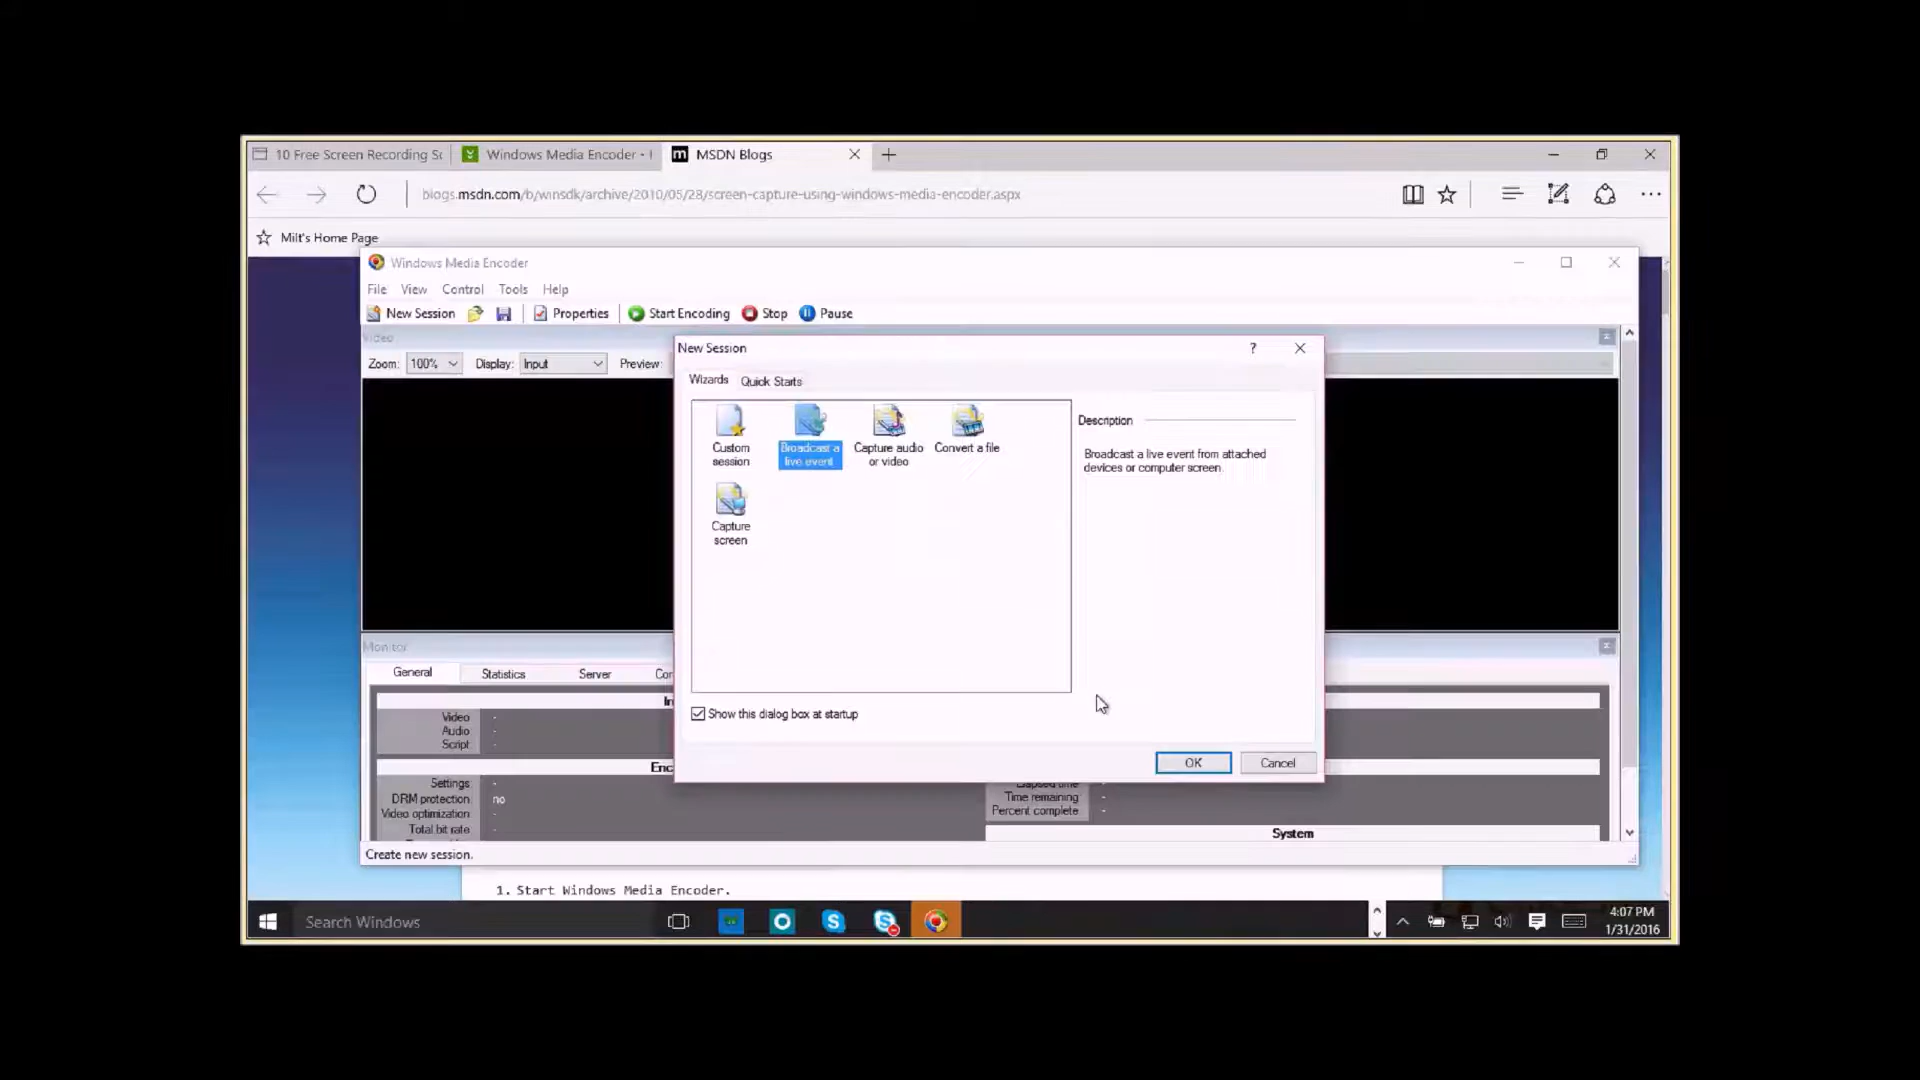 10 Free Screen Recording Sc
Windows Media Encoder -
MSDN Blogs
blogs.msdn.com/b/winsdk/archive/2010/05/28/screen-capture-using-windows-media-encoder.aspx
Milt's Home Page
Windows Media Encoder
File View Control Tools Help
New Session Properties Start Encoding Stop Pause
Video
Zoom: 100% Display: Input Preview:
New Session
Wizards Quick Starts
Custom session
Broadcast a live event
Capture audio or video
Convert a file
Capture screen
Description
Broadcast a live event from attached
devices or computer screen.
Show this dialog box at startup
OK Cancel
Monitor
General Statistics Server
Video -
Audio -
Script -
Settings: -
DRM protection: no
Video optimization -
Total bit rate -
Elapsed time
Time remaining -
Percent complete -
System
Create new session.
1. Start Windows Media Encoder.
Search Windows
4:07 PM
1/31/2016